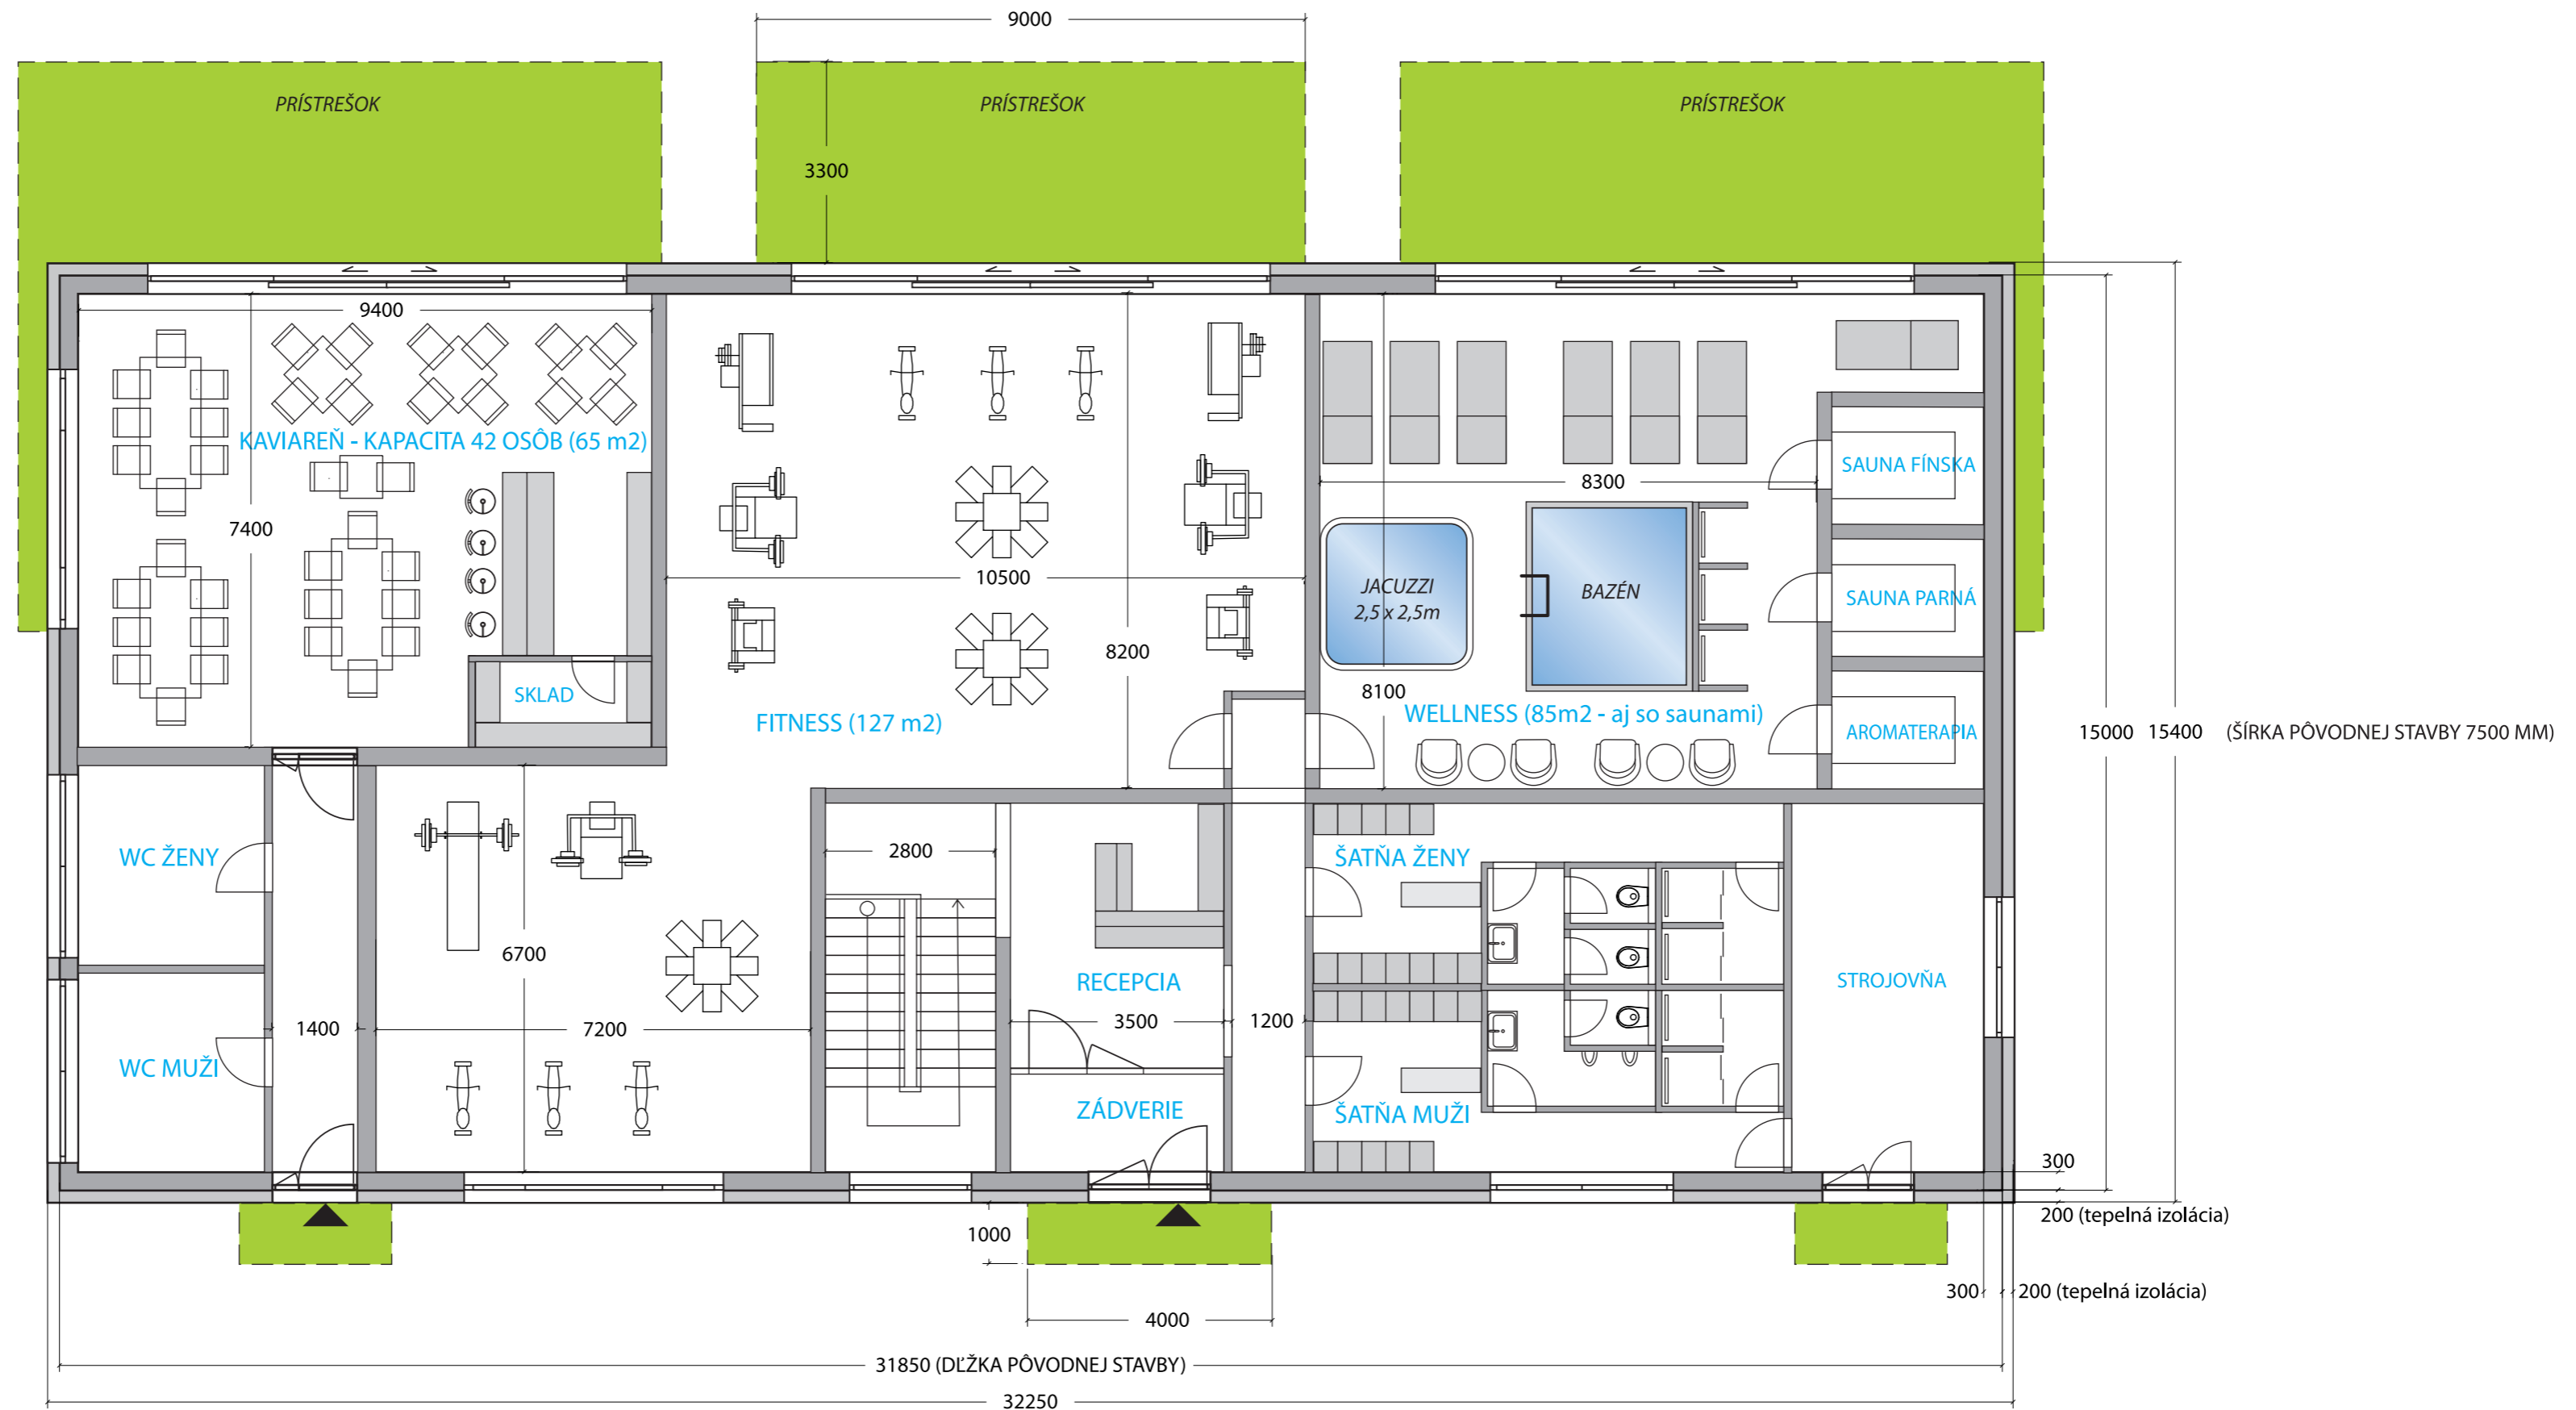 9000
PRÍSTREŠOK
PRÍSTREŠOK
PRÍSTREŠOK
3300
9400
KAVIAREŇ - KAPACITA 42 OSÔB (65 m2)
SAUNA FÍNSKA
8300
7400
10500
JACUZZI
2,5 x 2,5m
BAZÉN
SAUNA PARNÁ
8200
SKLAD
8100
FITNESS (127 m2)
WELLNESS (85m2 - aj so saunami)
AROMATERAPIA
15000
15400
(ŠÍRKA PÔVODNEJ STAVBY 7500 MM)
WC ŽENY
2800
ŠATŇA ŽENY
6700
RECEPCIA
STROJOVŇA
1400
7200
3500
1200
WC MUŽI
ZÁDVERIE
ŠATŇA MUŽI
300
200 (tepelná izolácia)
1000
300
200 (tepelná izolácia)
4000
31850 (DĽŽKA PÔVODNEJ STAVBY)
32250